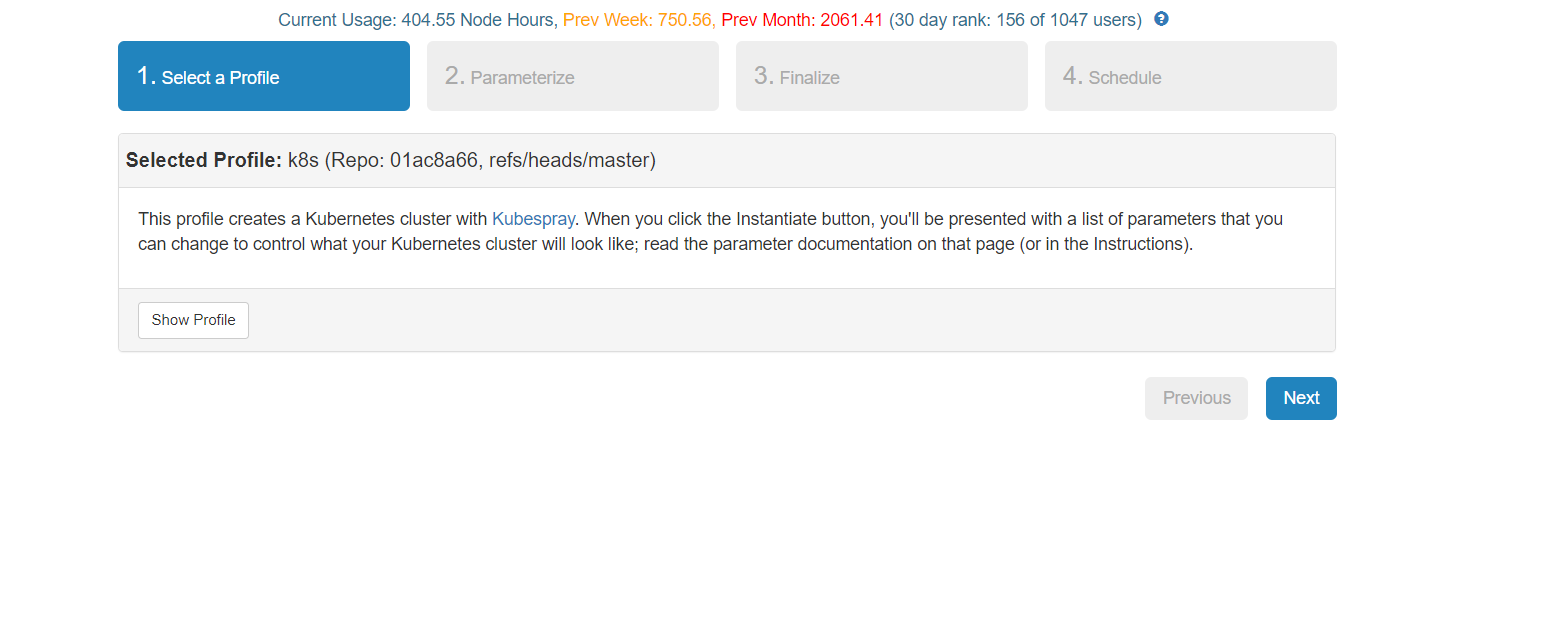 Current Usage: 404.55 Node Hours, Prev Week: 750.56, Prev Month: 2061.41 (30 day rank: 156 of 1047 users) ?
1. Select a Profile
2. Parameterize
3. Finalize
4. Schedule
Selected Profile: k8s (Repo: 01ac8a66, refs/heads/master)
This profile creates a Kubernetes cluster with Kubespray. When you click the Instantiate button, you'll be presented with a list of parameters that you
can change to control what your Kubernetes cluster will look like; read the parameter documentation on that page (or in the Instructions).
Show Profile
Previous
Next